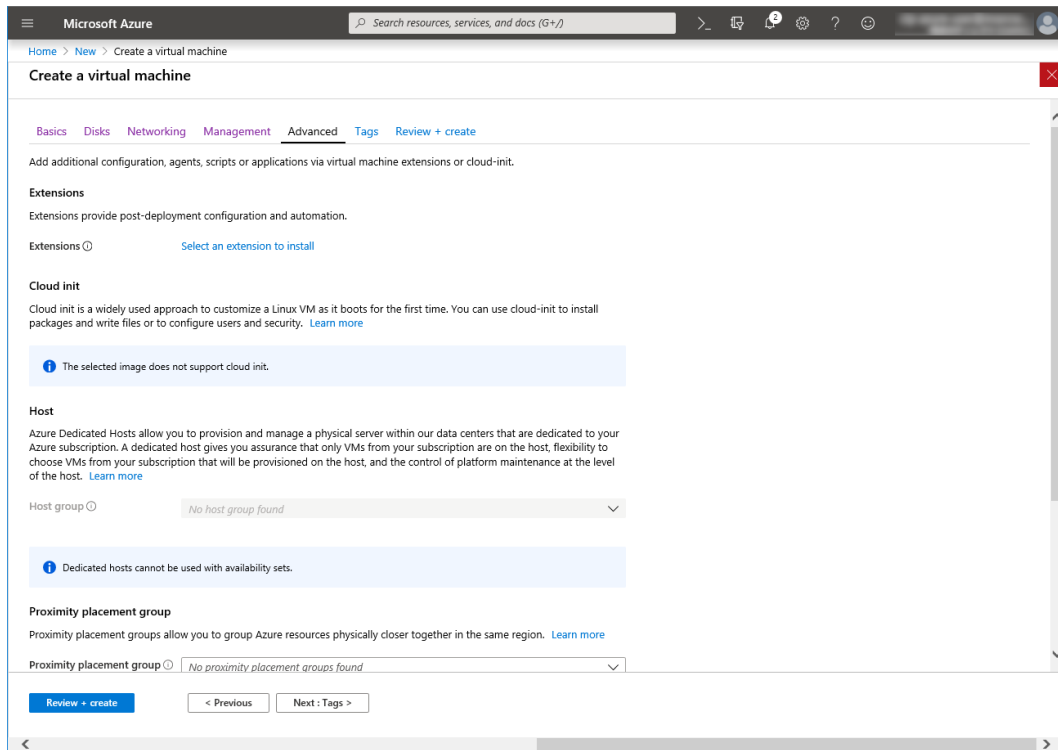 Microsoft Azure
Search resources, services, and docs (G+/)
2
Home > New > Create a virtual machine
Create a virtual machine
Basics Disks Networking Management Advanced Tags Review + create
Add additional configuration, agents, scripts or applications via virtual machine extensions or cloud-init.
Extensions
Extensions provide post-deployment configuration and automation.
Extensions Select an extension to install
Cloud init
Cloud init is a widely used approach to customize a Linux VM as it boots for the first time. You can use cloud-init to install
packages and write files or to configure users and security. Learn more
The selected image does not support cloud init.
Host
Azure Dedicated Hosts allow you to provision and manage a physical server within our data centers that are dedicated to your
Azure subscription. A dedicated host gives you assurance that only VMs from your subscription are on the host, flexibility to
choose VMs from your subscription that will be provisioned on the host, and the control of platform maintenance at the level
of the host. Learn more
Host group No host group found
Dedicated hosts cannot be used with availability sets.
Proximity placement group
Proximity placement groups allow you to group Azure resources physically closer together in the same region. Learn more
Proximity placement group No proximity placement groups found
Review + create < Previous Next : Tags >